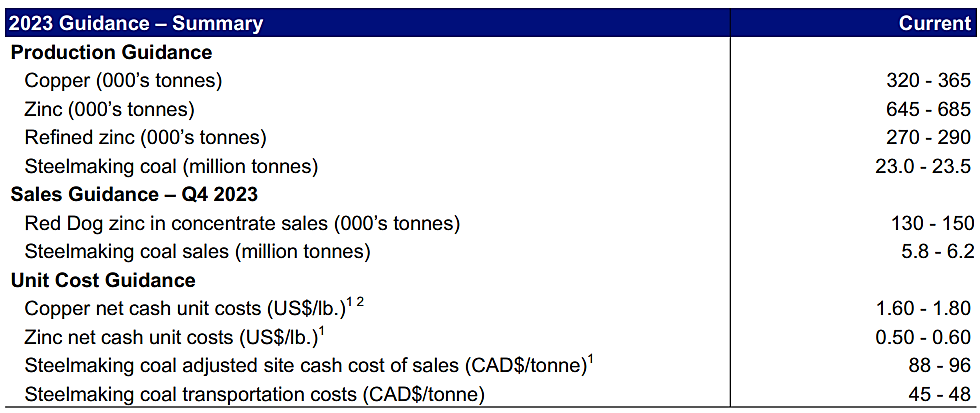 2023 Guidance – Summary Current
Production Guidance
Copper (000’s tonnes) 320 - 365
Zinc (000’s tonnes) 645 - 685
Refined zinc (000’s tonnes) 270 - 290
Steelmaking coal (million tonnes) 23.0 - 23.5
Sales Guidance – Q4 2023
Red Dog zinc in concentrate sales (000’s tonnes) 130 - 150
Steelmaking coal sales (million tonnes) 5.8 - 6.2
Unit Cost Guidance
Copper net cash unit costs (US$/lb.)¹ ² 1.60 - 1.80
Zinc net cash unit costs (US$/lb.)¹ 0.50 - 0.60
Steelmaking coal adjusted site cash cost of sales (CAD$/tonne)¹ 88 - 96
Steelmaking coal transportation costs (CAD$/tonne) 45 - 48